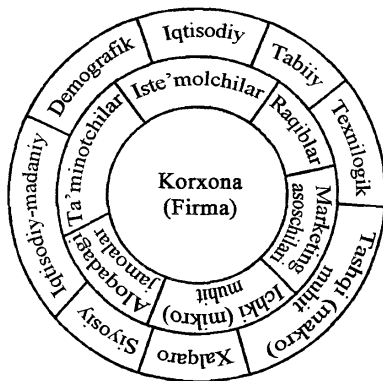 Iqtisodiy
Tabiiy
Texnilogik
Tashqi (makro)
muhit
Xalqaro
Siyosiy
Iqtisodiy-madaniy
Demografik
Iste’molchilar
Raqiblar
Marketing
asoschilan
Ichki (mikro)
muhit
Aloqadagi
jamoalar
Ta’minotchilar
Korxona
(Firma)